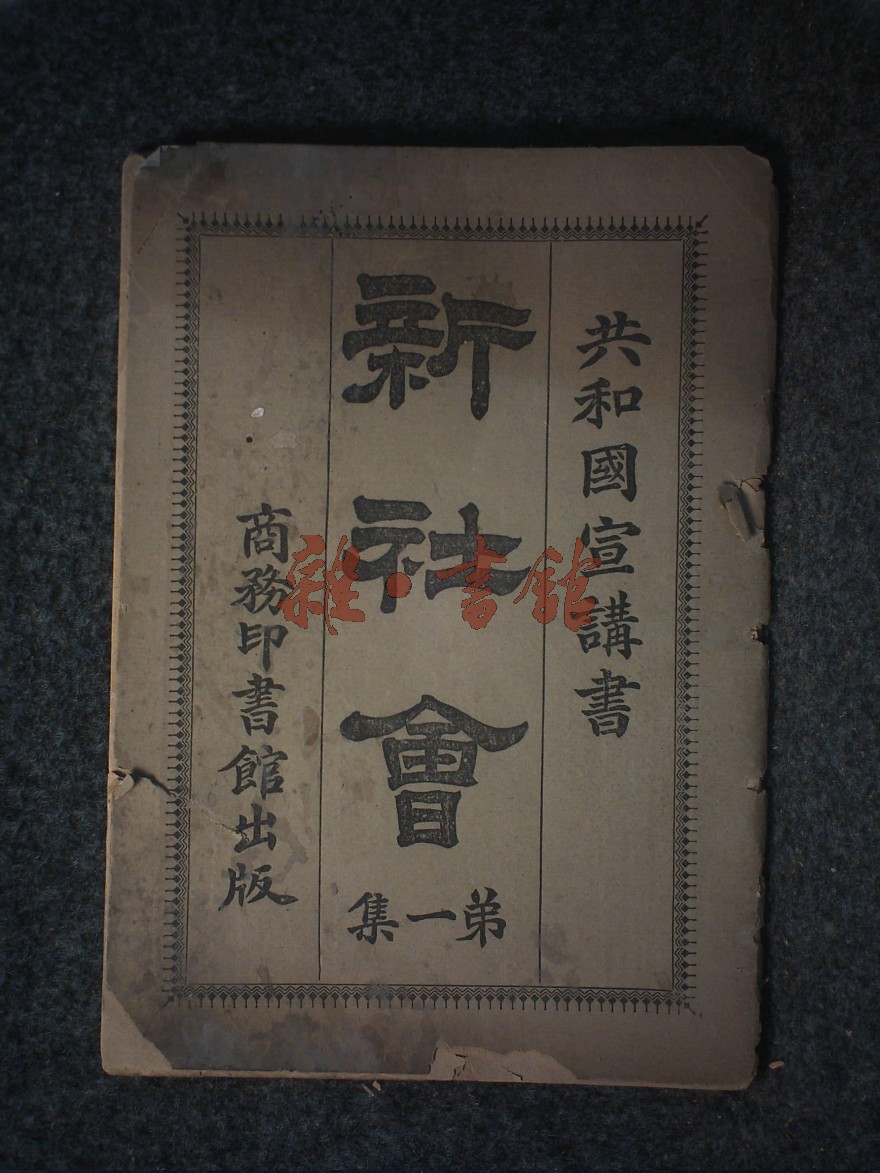 共和國宣講書
新社會
弟一集
商務印書館出版
雜·書館